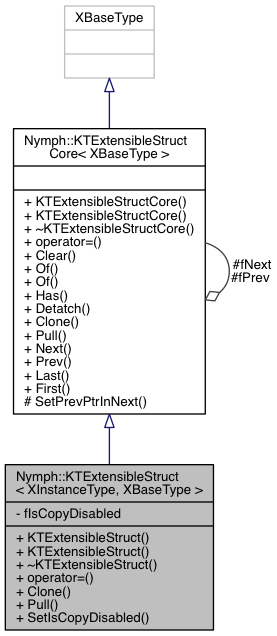 XBaseType
Nymph::KTExtensibleStruct
Core< XBaseType >
+ KTExtensibleStructCore()
+ KTExtensibleStructCore()
+ ~KTExtensibleStructCore()
+ operator=()
+ Clear()
+ Of()
+ Of()
+ Has()
+ Detatch()
+ Clone()
+ Pull()
+ Next()
+ Prev()
+ Last()
+ First()
# SetPrevPtrInNext()
#fNext
#fPrev
Nymph::KTExtensibleStruct
< XInstanceType, XBaseType >
- fIsCopyDisabled
+ KTExtensibleStruct()
+ KTExtensibleStruct()
+ ~KTExtensibleStruct()
+ operator=()
+ Clone()
+ Pull()
+ SetIsCopyDisabled()